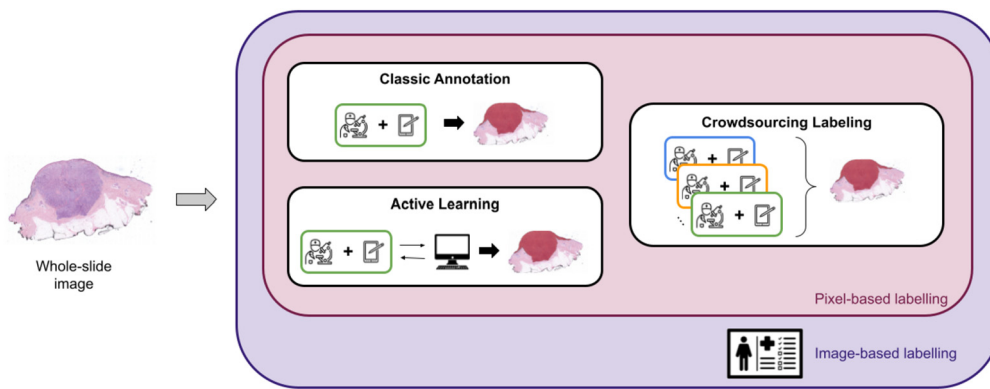 Whole-slide
image
Classic Annotation
+
Active Learning
+
Crowdsourcing Labeling
+
+
+
Pixel-based labelling
Image-based labelling